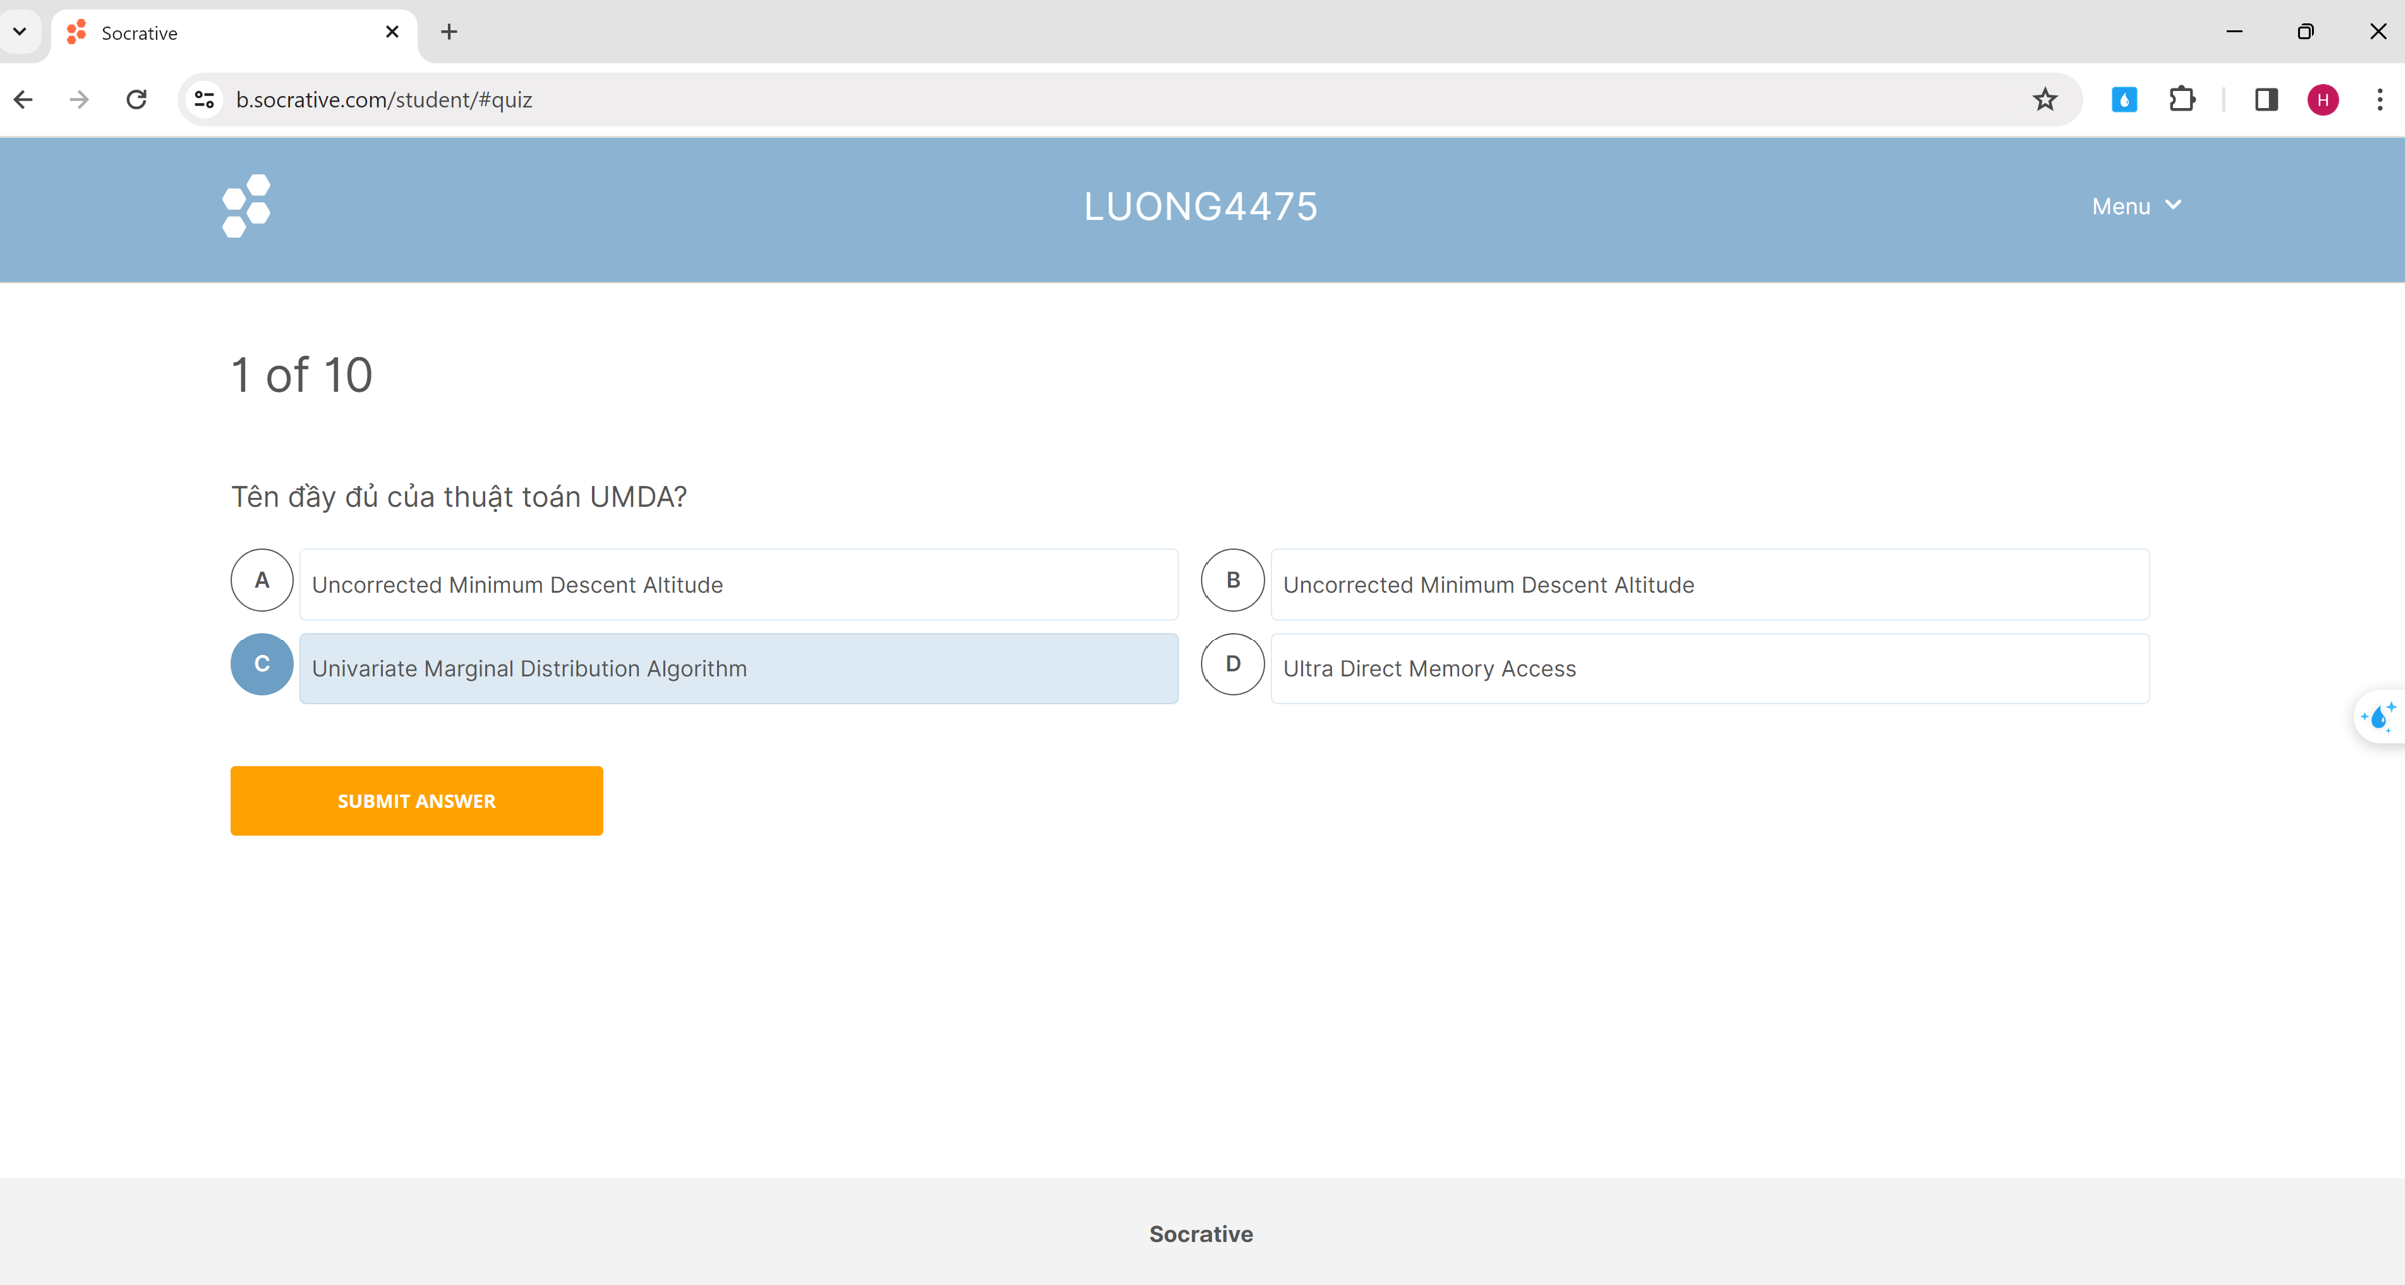 Socrative
b.socrative.com/student/#quiz
H
LUONG4475
Menu
1 of 10
Tên đầy đủ của thuật toán UMDA?
A
Uncorrected Minimum Descent Altitude
B
Uncorrected Minimum Descent Altitude
C
Univariate Marginal Distribution Algorithm
D
Ultra Direct Memory Access
SUBMIT ANSWER
Socrative